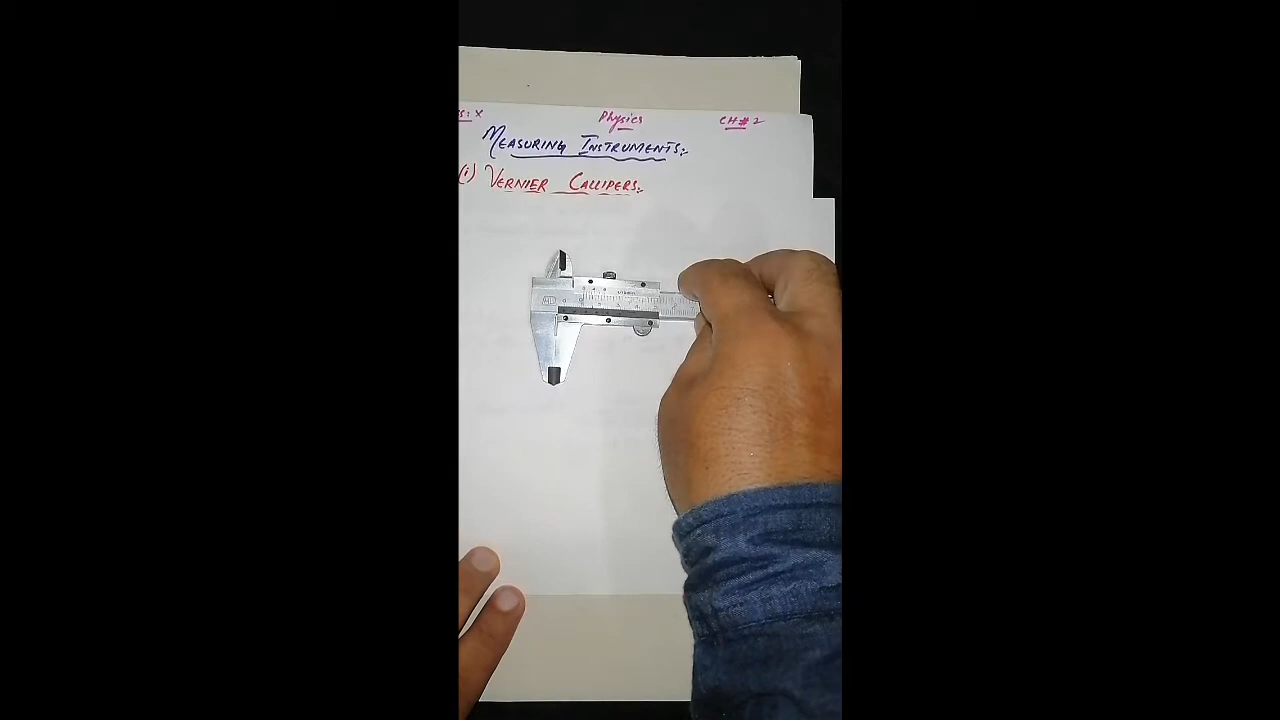 s: X Physics CH # 2
MEASURING INSTRUMENTS:-
(i) VERNIER CALLIPERS:-